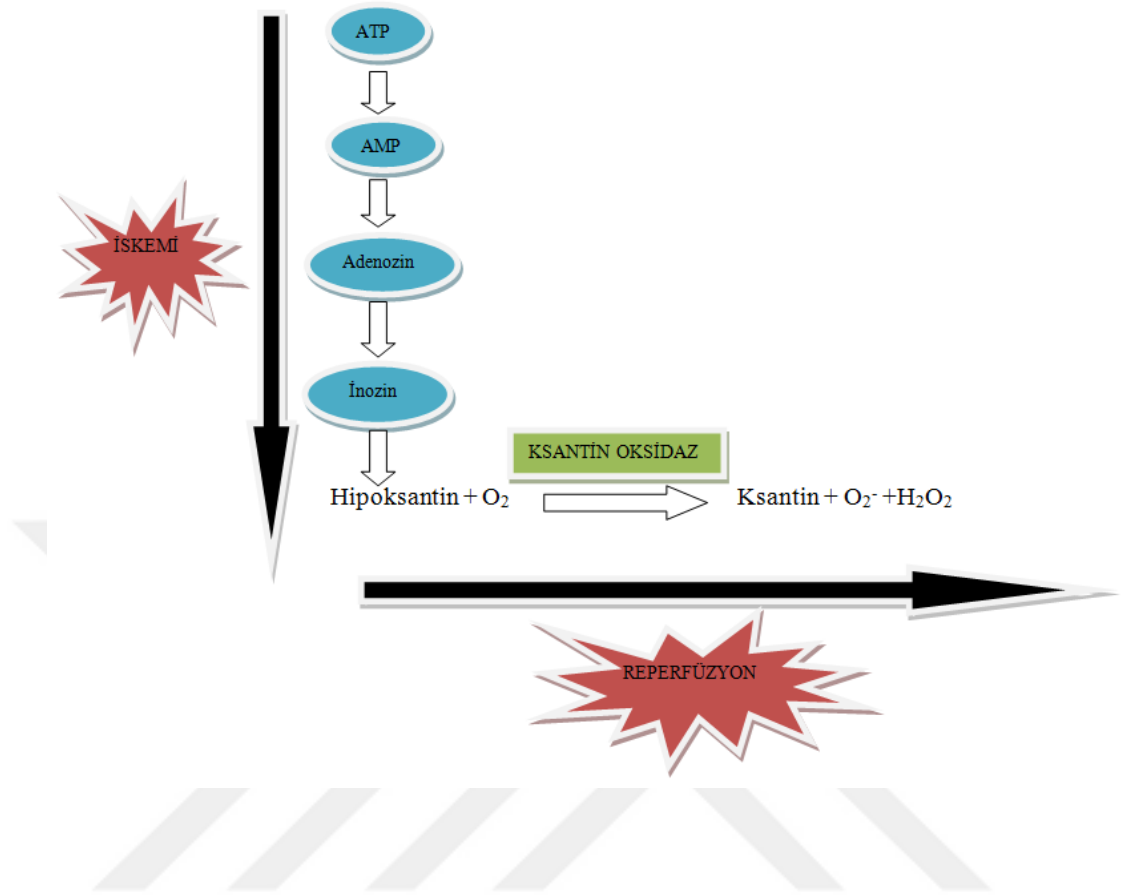 ATP
AMP
İSKEMİ
Adenozin
İnozin
KSANTİN OKSİDAZ
Hipoksantin + O₂ Ksantin + O₂⁻ +H₂O₂
REPERFÜZYON